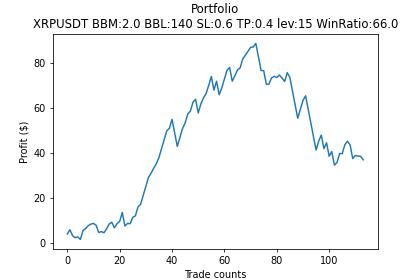 Portfolio
XRPUSDT BBM:2.0 BBL:140 SL:0.6 TP:0.4 lev:15 WinRatio:66.0
80
60
40
20
0
Profit ($)
0 20 40 60 80 100
Trade counts